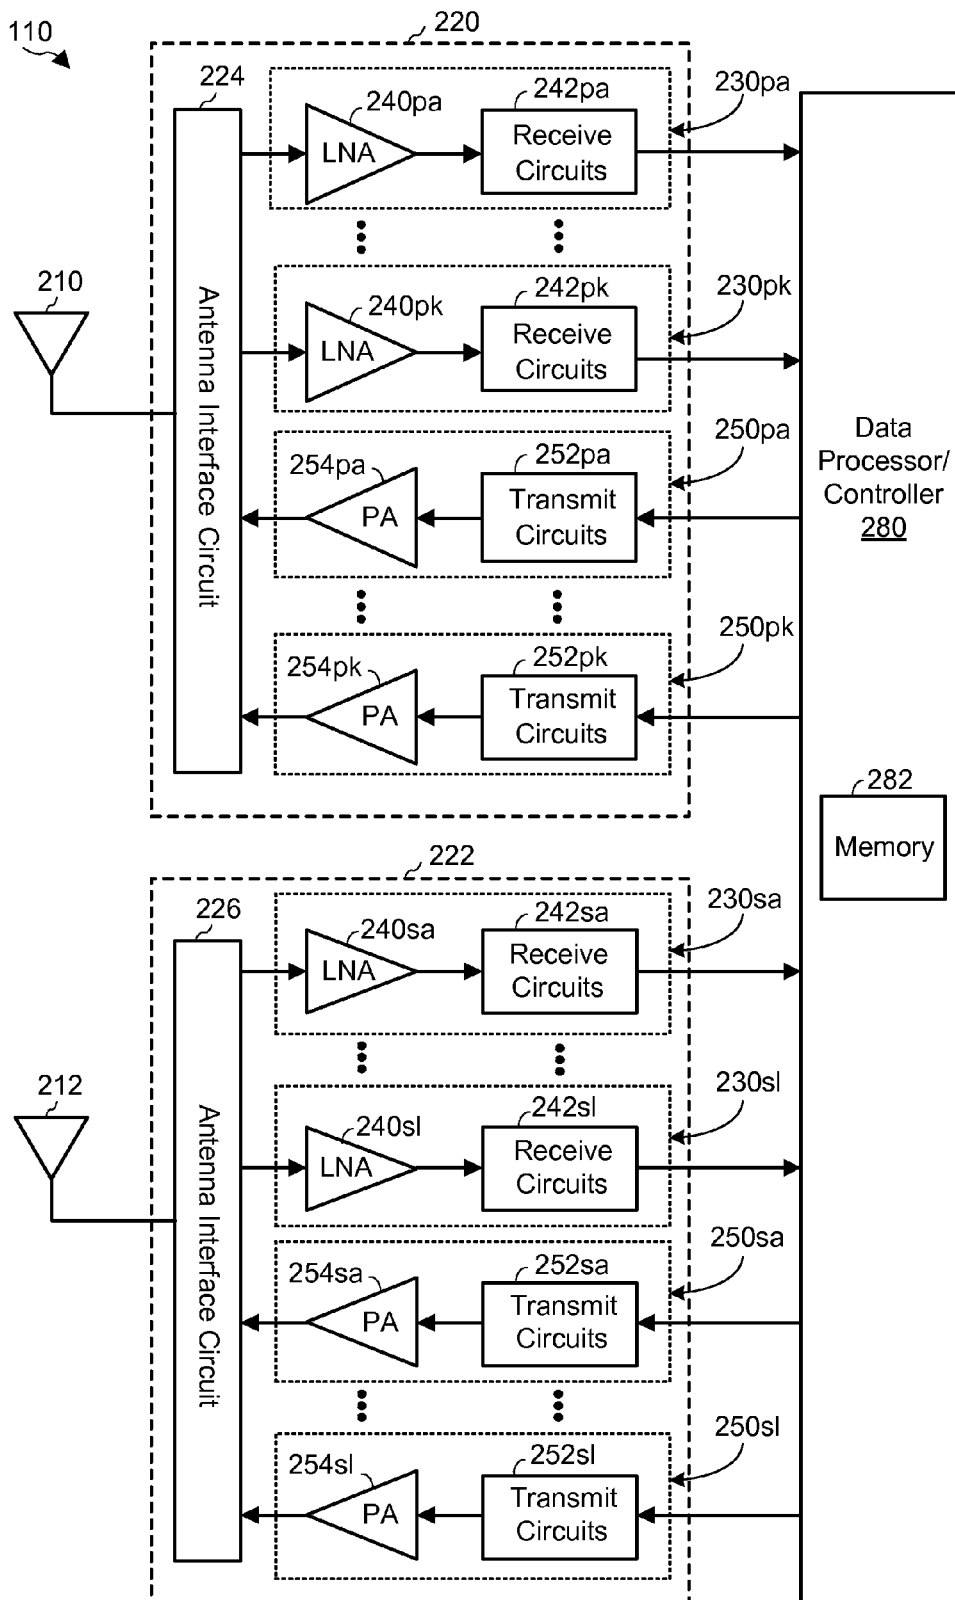 110
220
224
240pa
242pa
230pa
LNA
Receive
Circuits
210
240pk
242pk
230pk
LNA
Receive
Circuits
Antenna Interface Circuit
254pa
252pa
250pa
PA
Transmit
Circuits
Data
Processor/
Controller
280
254pk
252pk
250pk
PA
Transmit
Circuits
282
Memory
222
226
240sa
242sa
230sa
LNA
Receive
Circuits
212
240sl
242sl
230sl
LNA
Receive
Circuits
Antenna Interface Circuit
254sa
252sa
250sa
PA
Transmit
Circuits
254sl
252sl
250sl
PA
Transmit
Circuits